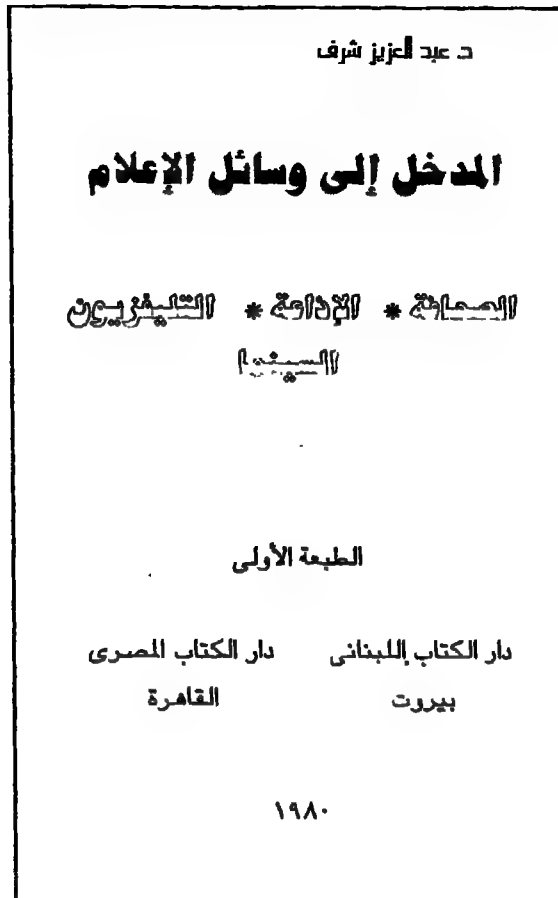 د. عبد العزيز شرف
المدخل إلى وسائل الإعلام
الصحافة * الإذاعة * التليفزيون
السينما
الطبعة الأولى
دار الكتاب اللبنانى دار الكتاب المصرى
بيروت القاهرة
١٩٨٠